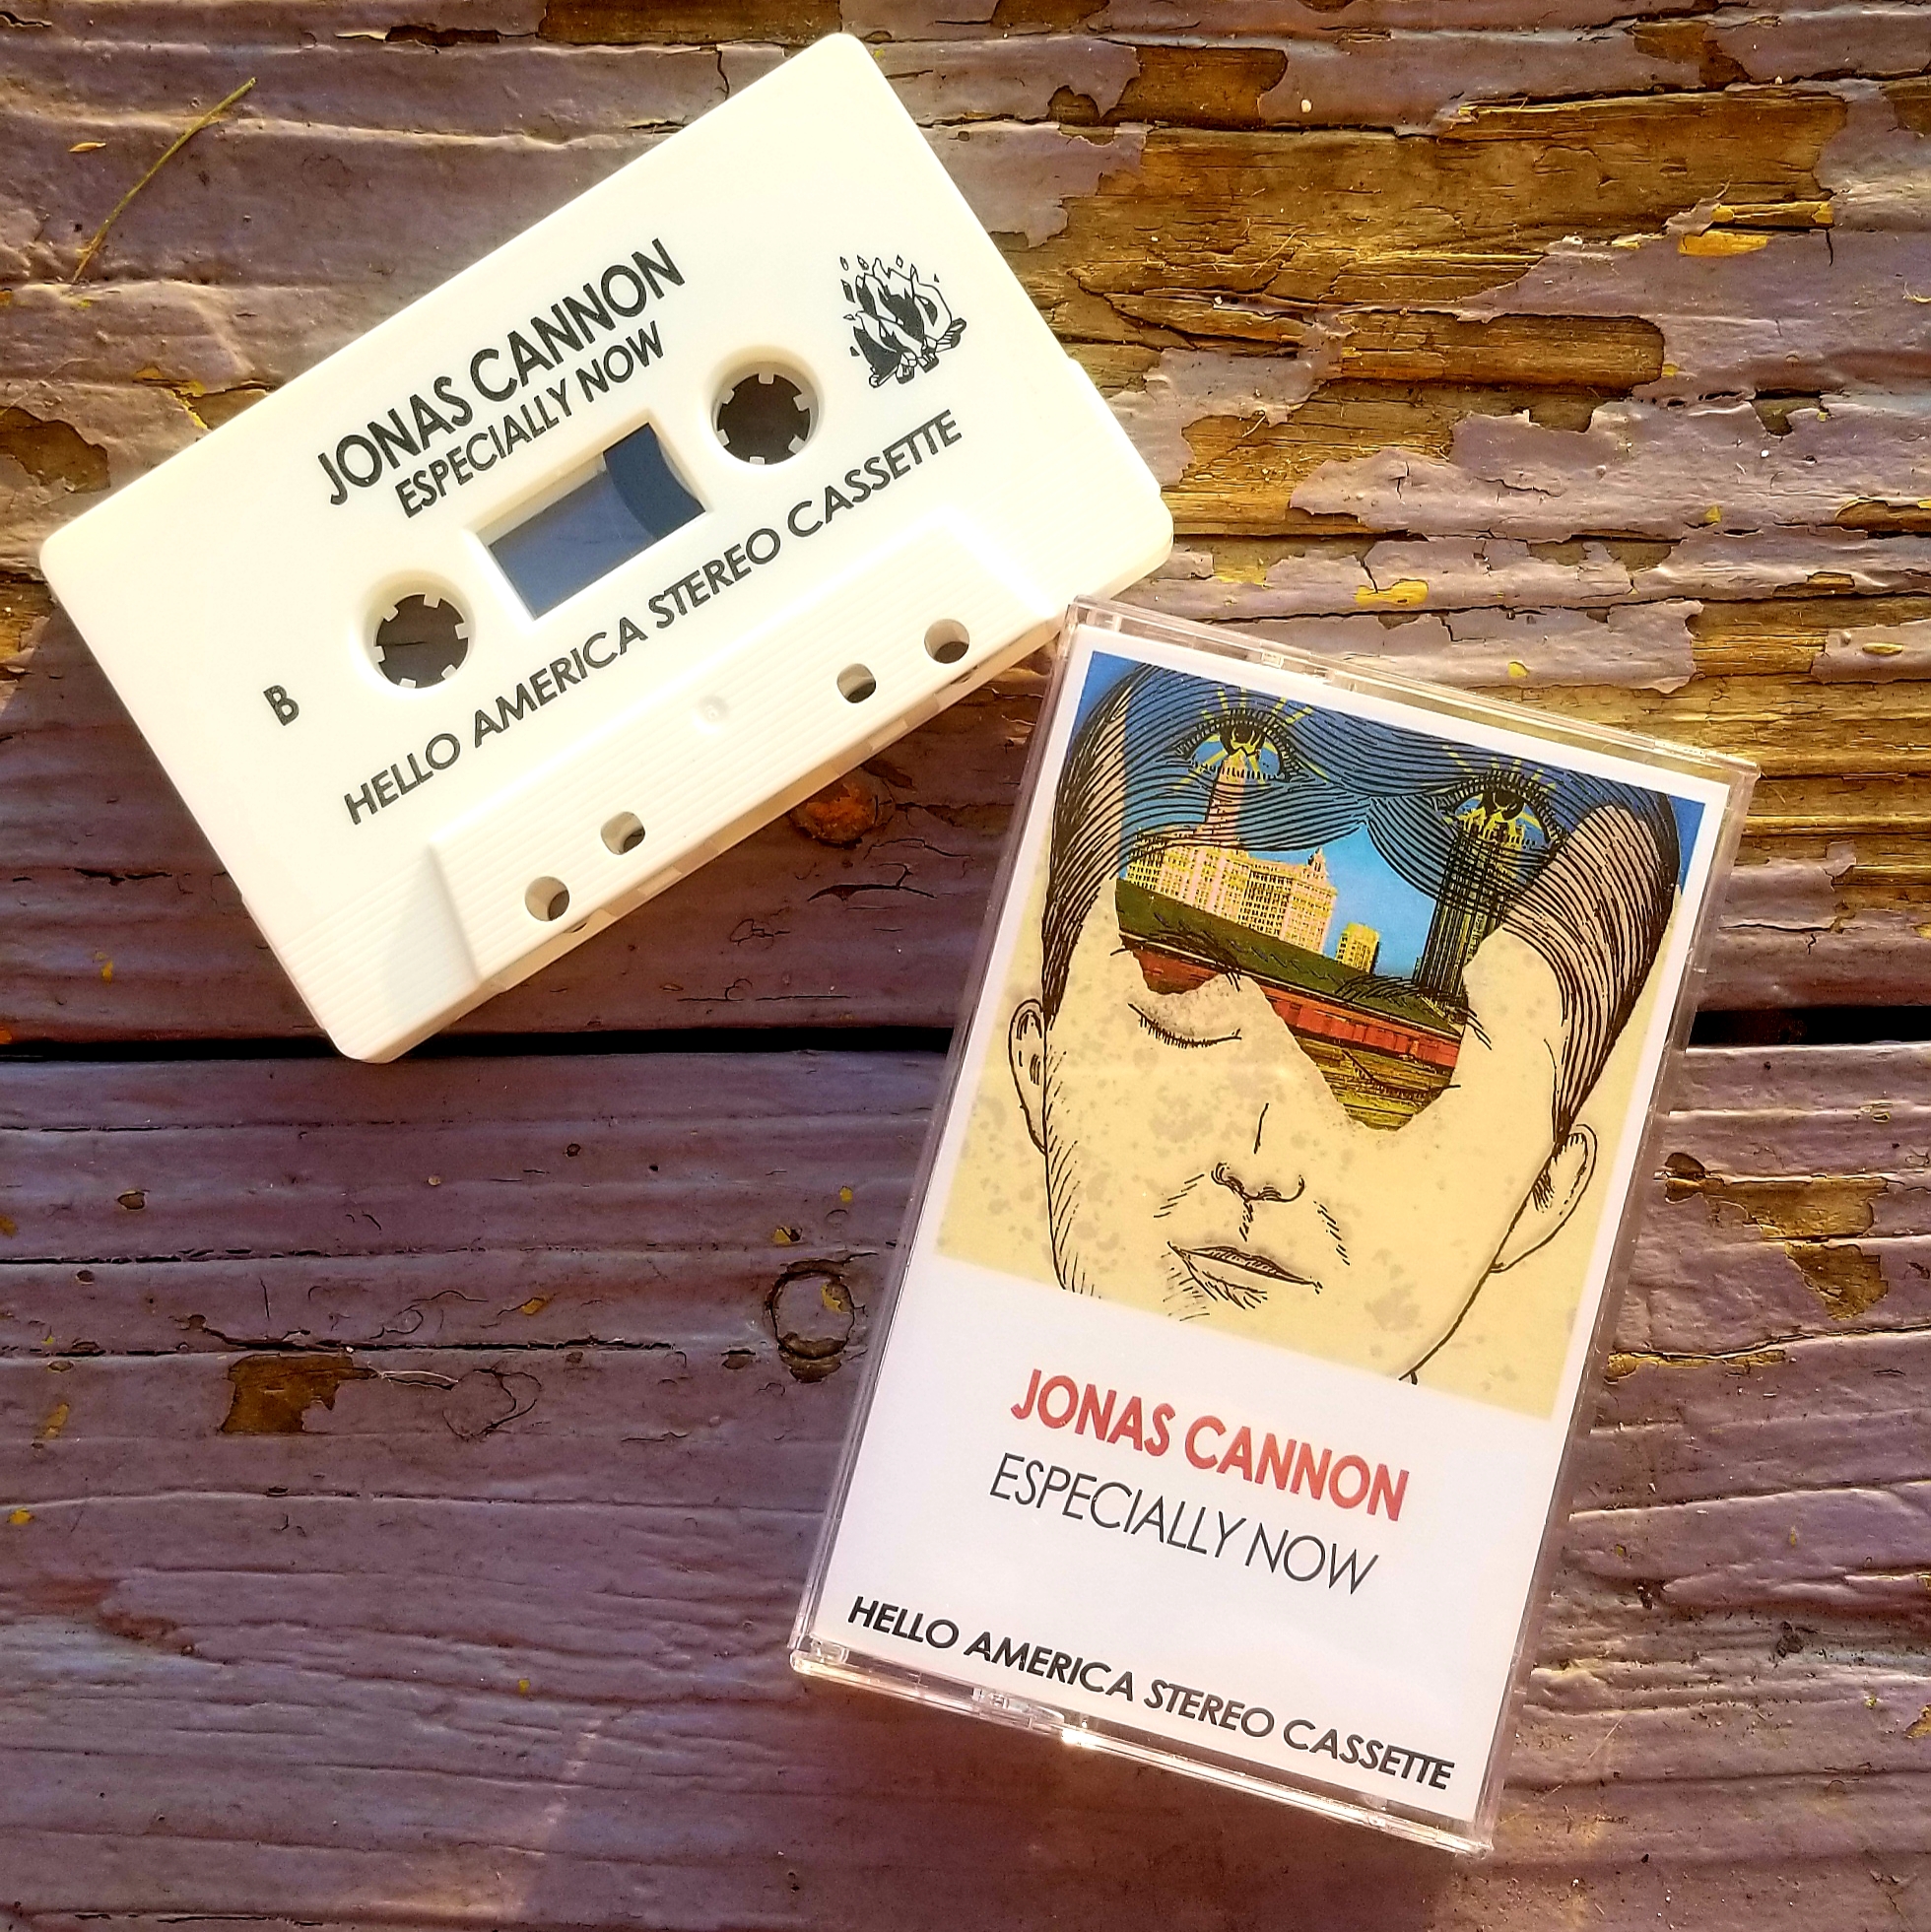 JONAS CANNON
ESPECIALLY NOW
B
HELLO AMERICA STEREO CASSETTE
JONAS CANNON
ESPECIALLY NOW
HELLO AMERICA STEREO CASSETTE